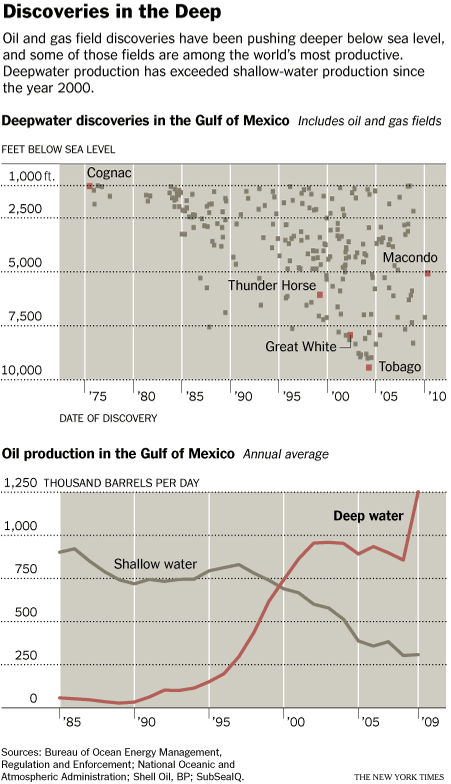 Discoveries in the Deep
Oil and gas field discoveries have been pushing deeper below sea level,
and some of those fields are among the world's most productive.
Deepwater production has exceeded shallow-water production since
the year 2000.
Deepwater discoveries in the Gulf of Mexico Includes oil and gas fields
FEET BELOW SEA LEVEL
1,000 ft.
Cognac
2,500
5,000
Macondo
Thunder Horse
7,500
Great White
Tobago
10,000
'75 '80 '85 '90 '95 '00 '05 '10
DATE OF DISCOVERY
Oil production in the Gulf of Mexico Annual average
1,250 THOUSAND BARRELS PER DAY
Deep water
1,000
Shallow water
750
500
250
0
'85 '90 '95 '00 '05 '09
Sources: Bureau of Ocean Energy Management,
Regulation and Enforcement; National Oceanic and
Atmospheric Administration; Shell Oil, BP; SubSealQ.
THE NEW YORK TIMES